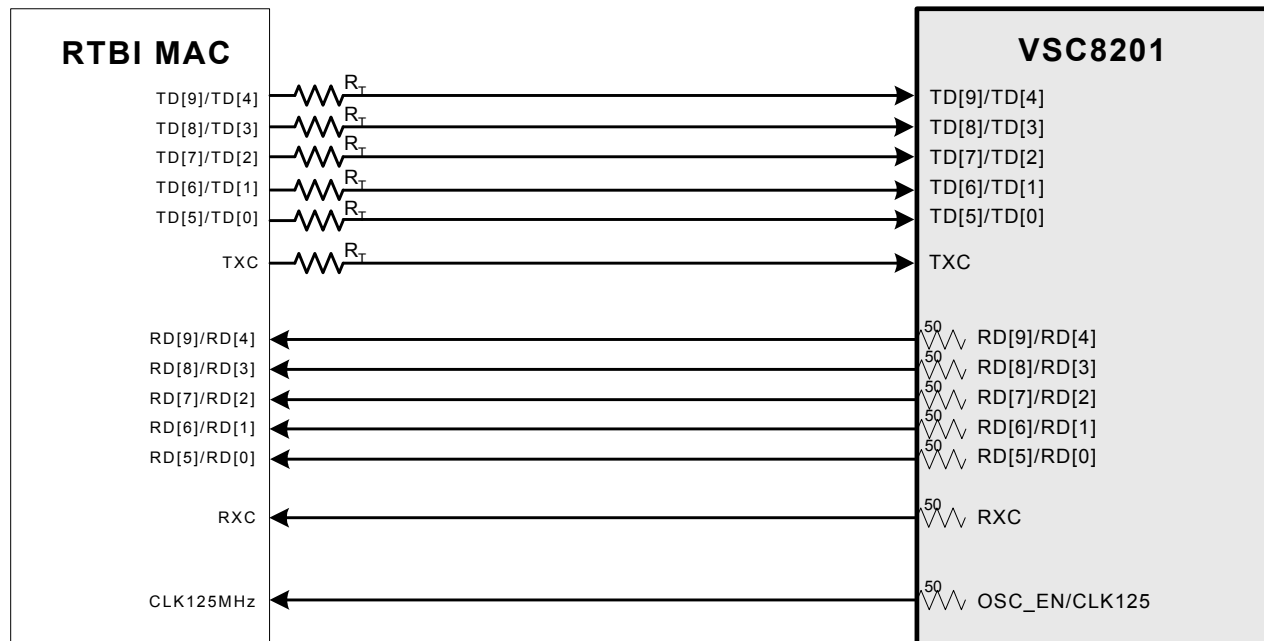 RTBI MAC VSC8201
TD[9]/TD[4] R_T TD[9]/TD[4]
TD[8]/TD[3] R_T TD[8]/TD[3]
TD[7]/TD[2] R_T TD[7]/TD[2]
TD[6]/TD[1] R_T TD[6]/TD[1]
TD[5]/TD[0] R_T TD[5]/TD[0]
TXC R_T TXC
RD[9]/RD[4] 50 RD[9]/RD[4]
RD[8]/RD[3] 50 RD[8]/RD[3]
RD[7]/RD[2] 50 RD[7]/RD[2]
RD[6]/RD[1] 50 RD[6]/RD[1]
RD[5]/RD[0] 50 RD[5]/RD[0]
RXC 50 RXC
CLK125MHz 50 OSC_EN/CLK125